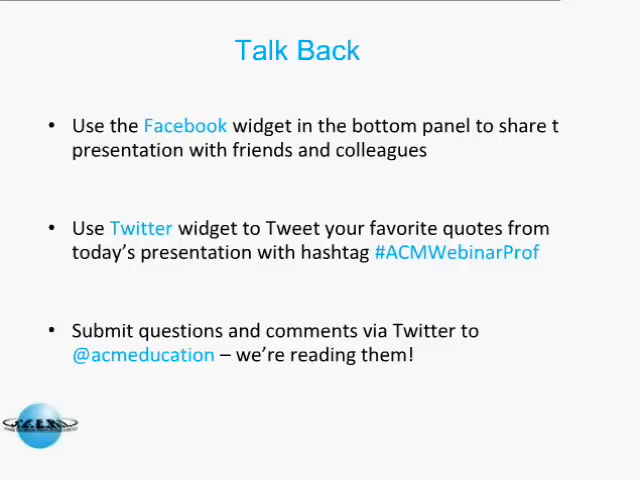 Talk Back
• Use the Facebook widget in the bottom panel to share t
presentation with friends and colleagues
• Use Twitter widget to Tweet your favorite quotes from
today’s presentation with hashtag #ACMWebinarProf
• Submit questions and comments via Twitter to
@acmeducation – we’re reading them!